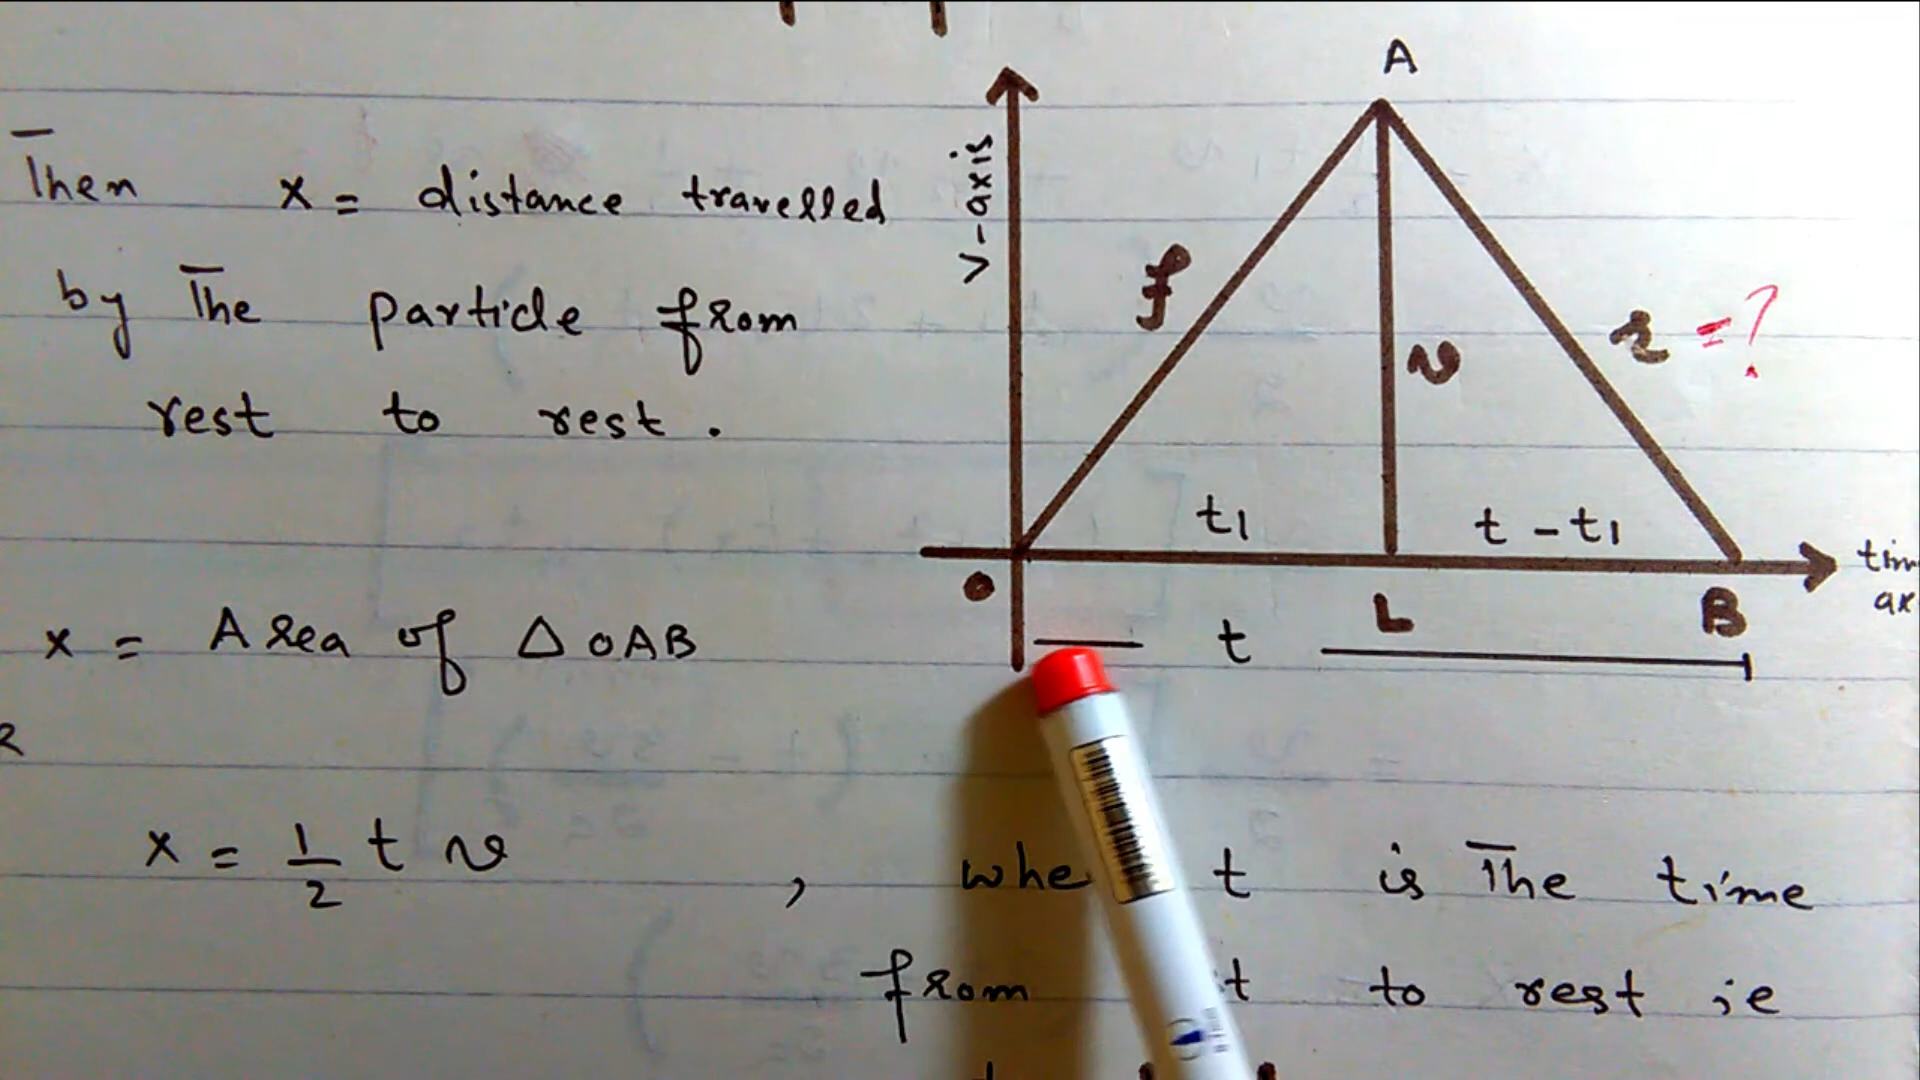 Then x = distance travelled
by The particle from
rest to rest.
x = Area of △ OAB
x = 1/2 t v , whe t is The time
from t to rest ie
A
v-axis
f
v
r = ?
t1
t - t1
O
L
B
t